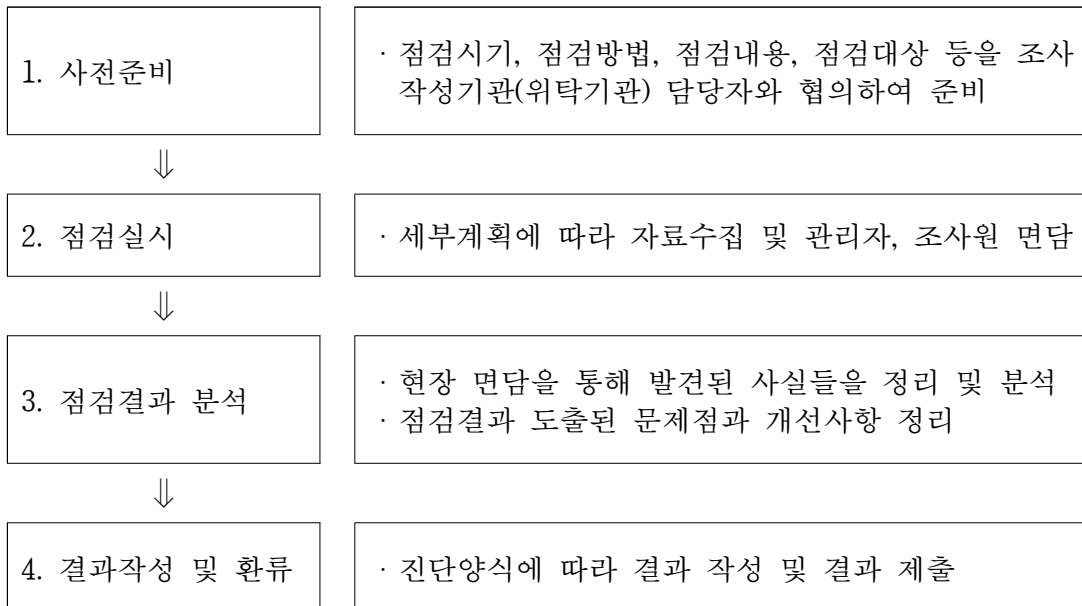 1. 사전준비
· 점검시기, 점검방법, 점검내용, 점검대상 등을 조사
작성기관(위탁기관) 담당자와 협의하여 준비
⇓
2. 점검실시
· 세부계획에 따라 자료수집 및 관리자, 조사원 면담
⇓
3. 점검결과 분석
· 현장 면담을 통해 발견된 사실들을 정리 및 분석
· 점검결과 도출된 문제점과 개선사항 정리
⇓
4. 결과작성 및 환류
· 진단양식에 따라 결과 작성 및 결과 제출